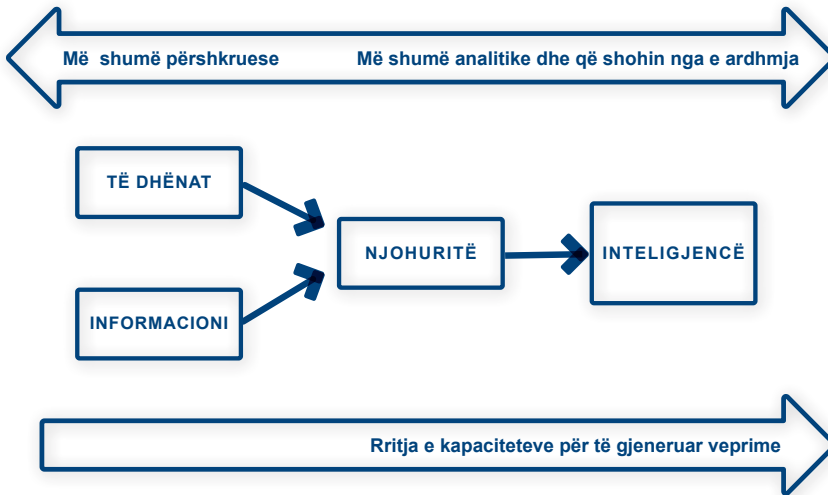 Më shumë përshkruese
Më shumë analitike dhe që shohin nga e ardhmja
TË DHËNAT
NJOHURITË
INTELIGJENCË
INFORMACIONI
Rritja e kapaciteteve për të gjeneruar veprime